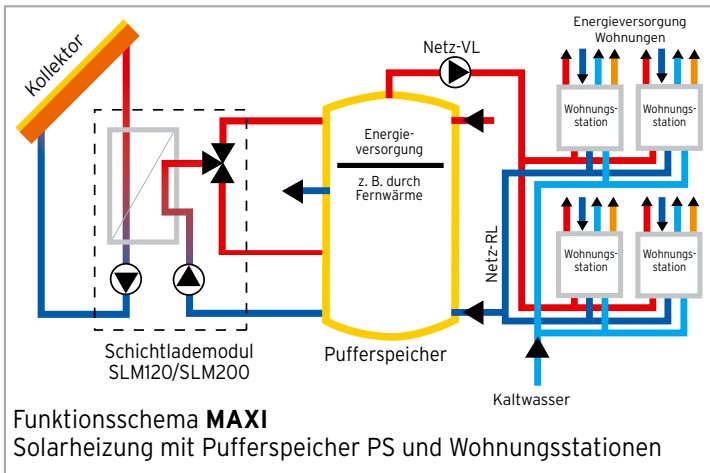 Energieversorgung
Wohnungen
Netz-VL
Kollektor
Wohnungs-
station
Wohnungs-
station
Energie-
versorgung
z. B. durch
Fernwärme
Netz-RL
Wohnungs-
station
Wohnungs-
station
Schichtlademodul
SLM120/SLM200
Pufferspeicher
Kaltwasser
Funktionsschema MAXI
Solarheizung mit Pufferspeicher PS und Wohnungsstationen